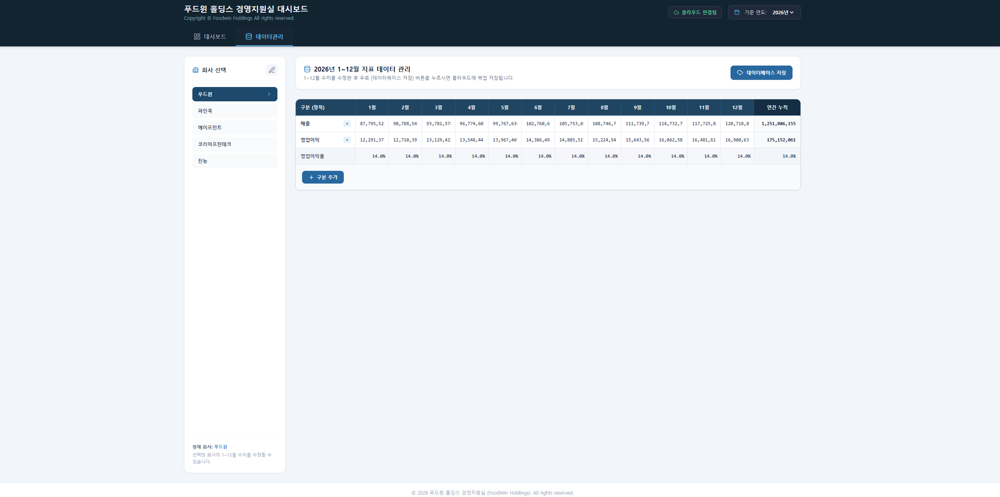 푸드윈 홀딩스 경영지원실 대시보드
Copyright © Foodwin Holdings All rights reserved.
클라우드 연결됨
기준 연도: 2026년
대시보드
데이터관리
회사 선택
푸드윈
파인쿡
에이프린트
코리아프린테크
진농
현재 회사: 푸드윈
선택한 회사의 1~12월 수치를 수정할 수
있습니다.
2026년 1~12월 지표 데이터 관리
1~12월 수치를 수정한 후 우측 [데이터베이스 저장] 버튼을 누르시면 클라우드에 백업 저장됩니다.
데이터베이스 저장
구분 (항목) 1월 2월 3월 4월 5월 6월 7월 8월 9월 10월 11월 12월 연간 누적
매출 + 87,795,52 90,788,54 93,781,57 96,774,60 99,767,63 102,760,6 105,753,6 108,746,7 111,739,7 114,732,7 117,725,8 120,718,8 1,251,086,155
영업이익 + 12,291,37 12,710,39 13,129,42 13,548,44 13,967,46 14,386,49 14,805,51 15,224,54 15,643,56 16,062,58 16,481,61 16,900,63 175,152,061
영업이익률 14.0% 14.0% 14.0% 14.0% 14.0% 14.0% 14.0% 14.0% 14.0% 14.0% 14.0% 14.0% 14.0%
+ 구분 추가
© 2026 푸드윈 홀딩스 경영지원실 (FoodWin Holdings). All rights reserved.